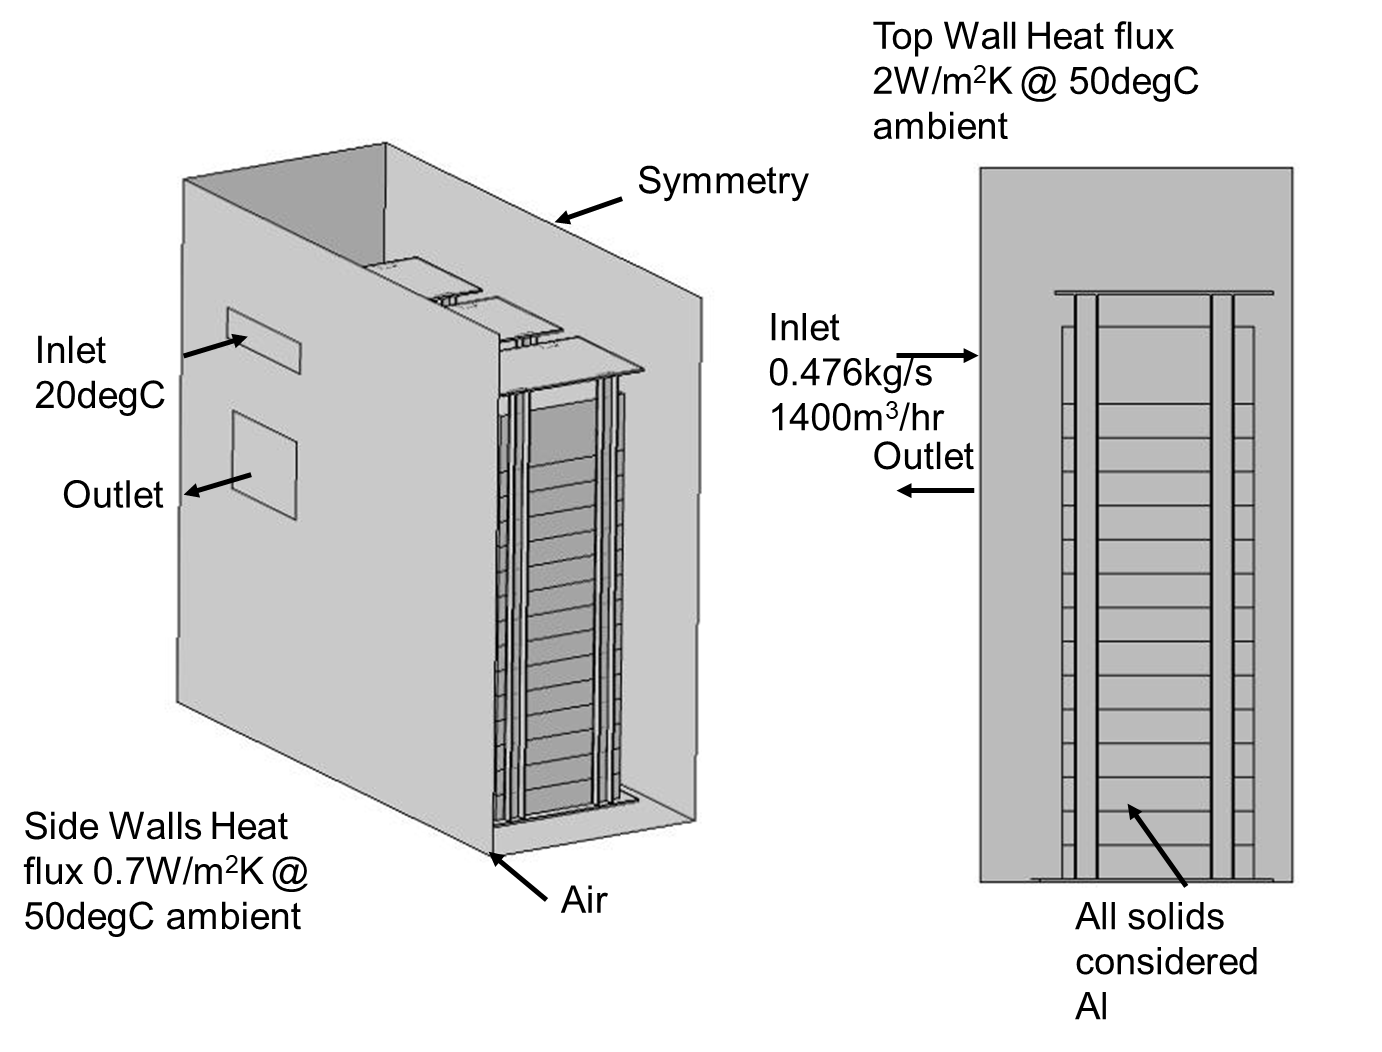 Top Wall Heat flux
2W/m²K @ 50degC
ambient
Symmetry
Inlet
20degC
Outlet
Inlet
0.476kg/s
1400m³/hr
Outlet
Side Walls Heat
flux 0.7W/m²K @
50degC ambient
Air
All solids
considered
Al